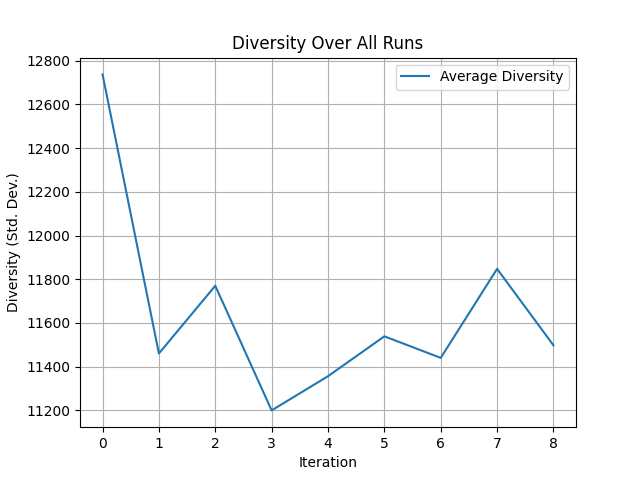 Diversity Over All Runs
Average Diversity
Diversity (Std. Dev.)
12800
12600
12400
12200
12000
11800
11600
11400
11200
0 1 2 3 4 5 6 7 8
Iteration